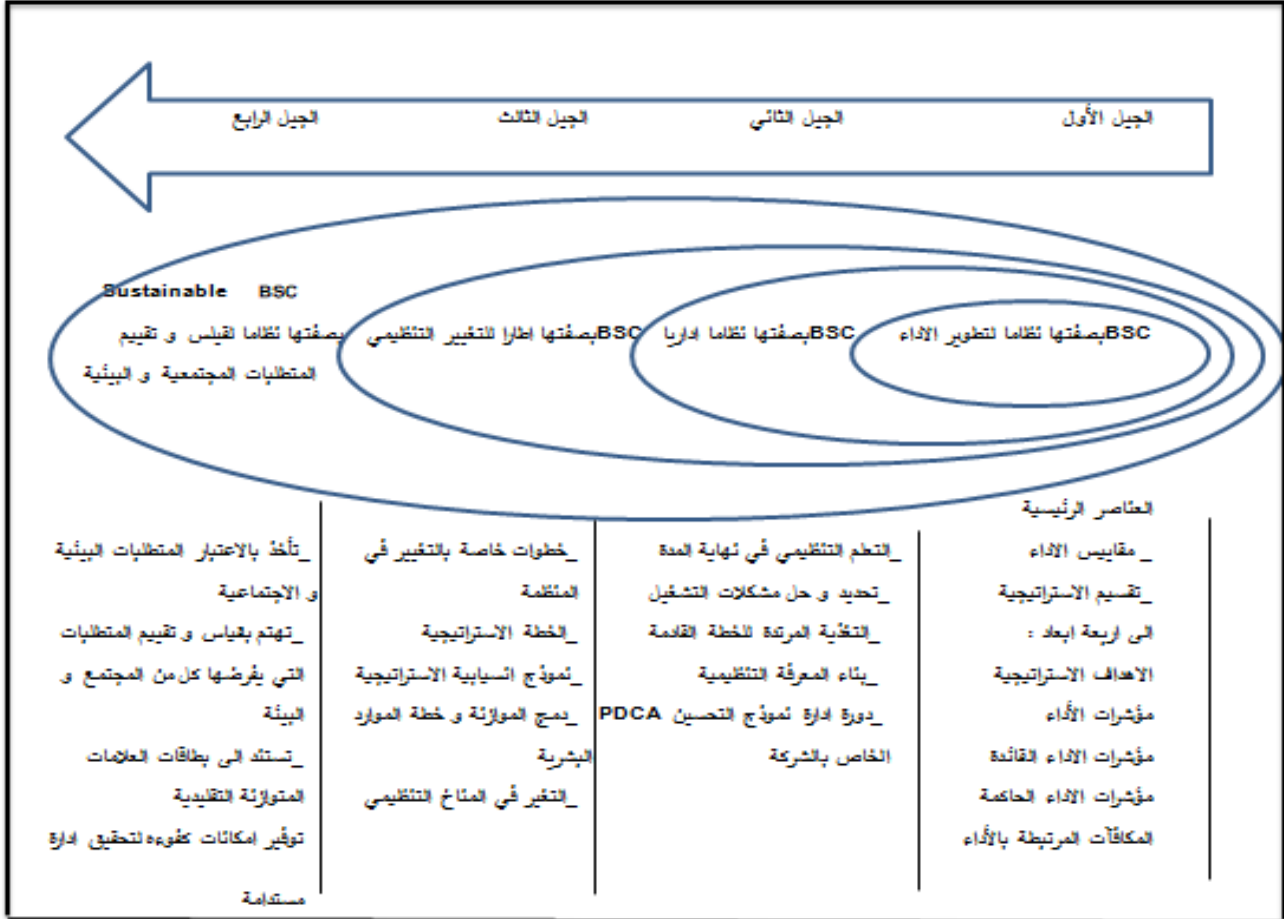 الجيل الأول
الجيل الثاني
الجيل الثالث
الجيل الرابع
BSCبصفتها نظاما لتطوير الاداء
BSCبصفتها نظاما اداريا
BSCبصفتها اطارا للتغيير التنظيمي
Sustainable BSC
بصفتها نظاما لقياس و تقييم
المتطلبات المجتمعية و البيئية
العناصر الرئيسية
_ مقاييس الاداء
_تقسيم الاستراتيجية
الى اربعة ابعاد :
الاهداف الاستراتيجية
مؤشرات الأداء
مؤشرات الاداء القائدة
مؤشرات الاداء الحاكمة
المكافآت المرتبطة بالأداء
_التعلم التنظيمي في نهاية المدة
_تحديد و حل مشكلات التشغيل
_التغذية المرتدة للخطة القادمة
_بناء المعرفة التنظيمية
_دورة ادارة نموذج التحسين PDCA
الخاص بالشركة
_خطوات خاصة بالتغيير في
المنظمة
_الخطة الاستراتيجية
_نموذج انسيابية الاستراتيجية
_دمج الموازنة و خطة الموارد
البشرية
_التغير في المناخ التنظيمي
_تأخذ بالاعتبار المتطلبات البيئية
و الاجتماعية
_تهتم بقياس و تقييم المتطلبات
التي يفرضها كل من المجتمع و
البيئة
_تستند الى بطاقات العلامات
المتوازنة التقليدية
توفير امكانات كفوءه لتحقيق ادارة
مستدامة